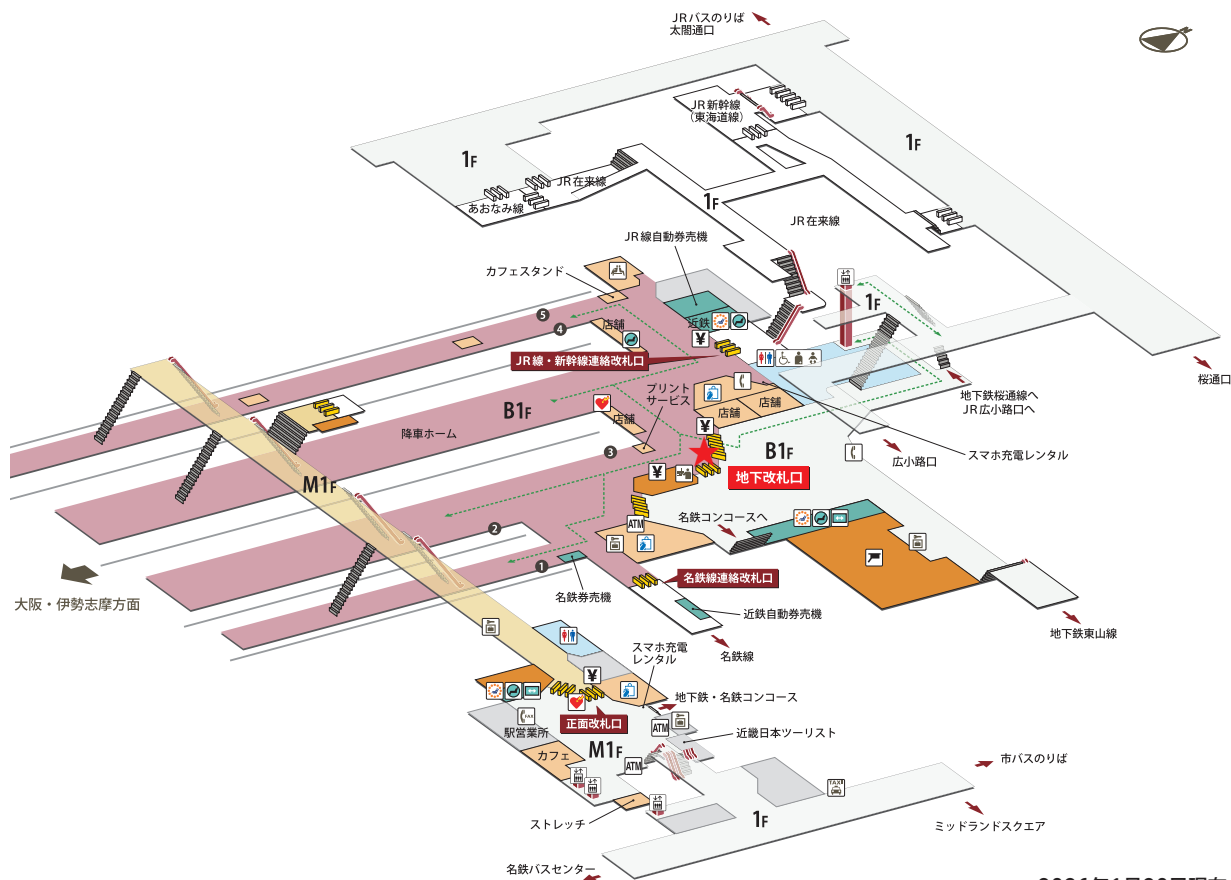 JRバスのりば
太閤通口
JR新幹線
(東海道線)
1F
1F
JR在来線
あおなみ線
1F
JR在来線
JR線自動券売機
カフェスタンド
1F
5
4
店舗
近鉄
¥
JR線・新幹線連絡改札口
桜通口
プリント
サービス
地下鉄桜通線へ
JR広小路口へ
B1F
店舗
店舗
店舗
降車ホーム
¥
3
B1F
スマホ充電レンタル
広小路口
地下改札口
¥
M1F
ATM
名鉄コンコースへ
2
1
大阪・伊勢志摩方面
名鉄券売機
名鉄線連絡改札口
近鉄自動券売機
地下鉄東山線
名鉄線
スマホ充電
レンタル
¥
地下鉄・名鉄コンコース
FAX
正面改札口
駅営業所
ATM
近畿日本ツーリスト
M1F
カフェ
ATM
市バスのりば
TAXI
ストレッチ
1F
ミッドランドスクエア
名鉄バスセンター